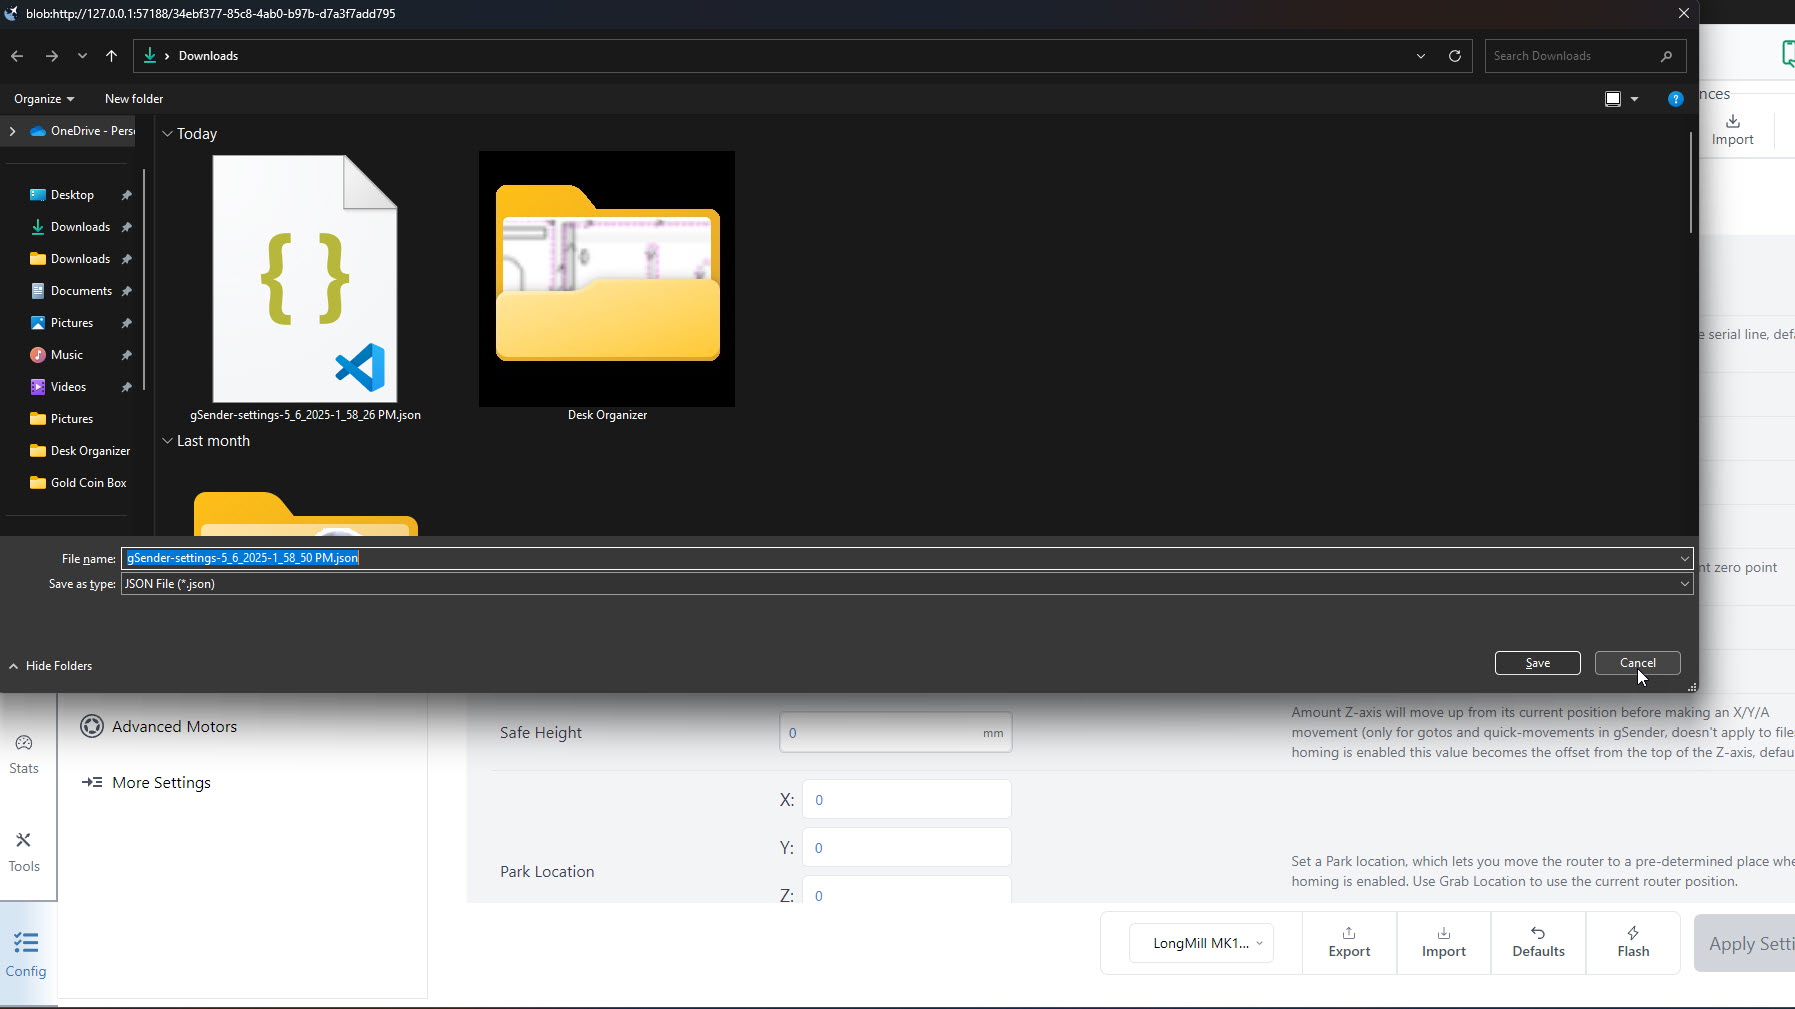 blob:http://127.0.0.1:57188/34ebf377-85c8-4ab0-b97b-d7a3f7add795
Downloads
Search Downloads
Organize
New folder
?
OneDrive - Pers
Desktop
Downloads
Downloads
Documents
Pictures
Music
Videos
Pictures
Desk Organizer
Gold Coin Box
Today
{ }
gSender-settings-5_6_2025-1_58_26 PM.json
Desk Organizer
Last month
File name:
gSender-settings-5_6_2025-1_58_50 PM.json
Save as type:
JSON File (*.json)
Hide Folders
Save
Cancel
nces
Import
e serial line, defa
nt zero point
Stats
Tools
Config
Advanced Motors
More Settings
Safe Height
0
mm
Amount Z-axis will move up from its current position before making an X/Y/A
movement (only for gotos and quick-movements in gSender, doesn't apply to files
homing is enabled this value becomes the offset from the top of the Z-axis, defau
Park Location
X:
0
Y:
0
Z:
0
Set a Park location, which lets you move the router to a pre-determined place whe
homing is enabled. Use Grab Location to use the current router position.
LongMill MK1...
Export
Import
Defaults
Flash
Apply Setti